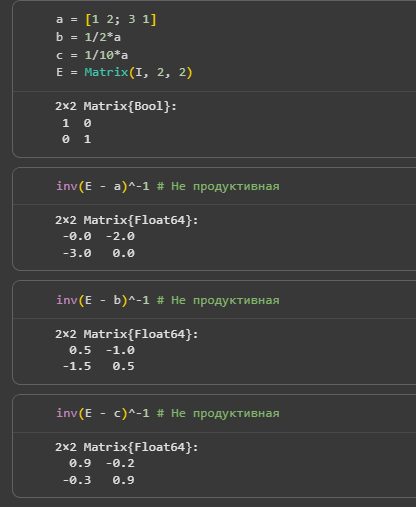 a = [1 2; 3 1]
b = 1/2*a
c = 1/10*a
E = Matrix(I, 2, 2)
2×2 Matrix{Bool}:
1 0
0 1
inv(E - a)^-1 # Не продуктивная
2×2 Matrix{Float64}:
-0.0 -2.0
-3.0 0.0
inv(E - b)^-1 # Не продуктивная
2×2 Matrix{Float64}:
0.5 -1.0
-1.5 0.5
inv(E - c)^-1 # Не продуктивная
2×2 Matrix{Float64}:
0.9 -0.2
-0.3 0.9